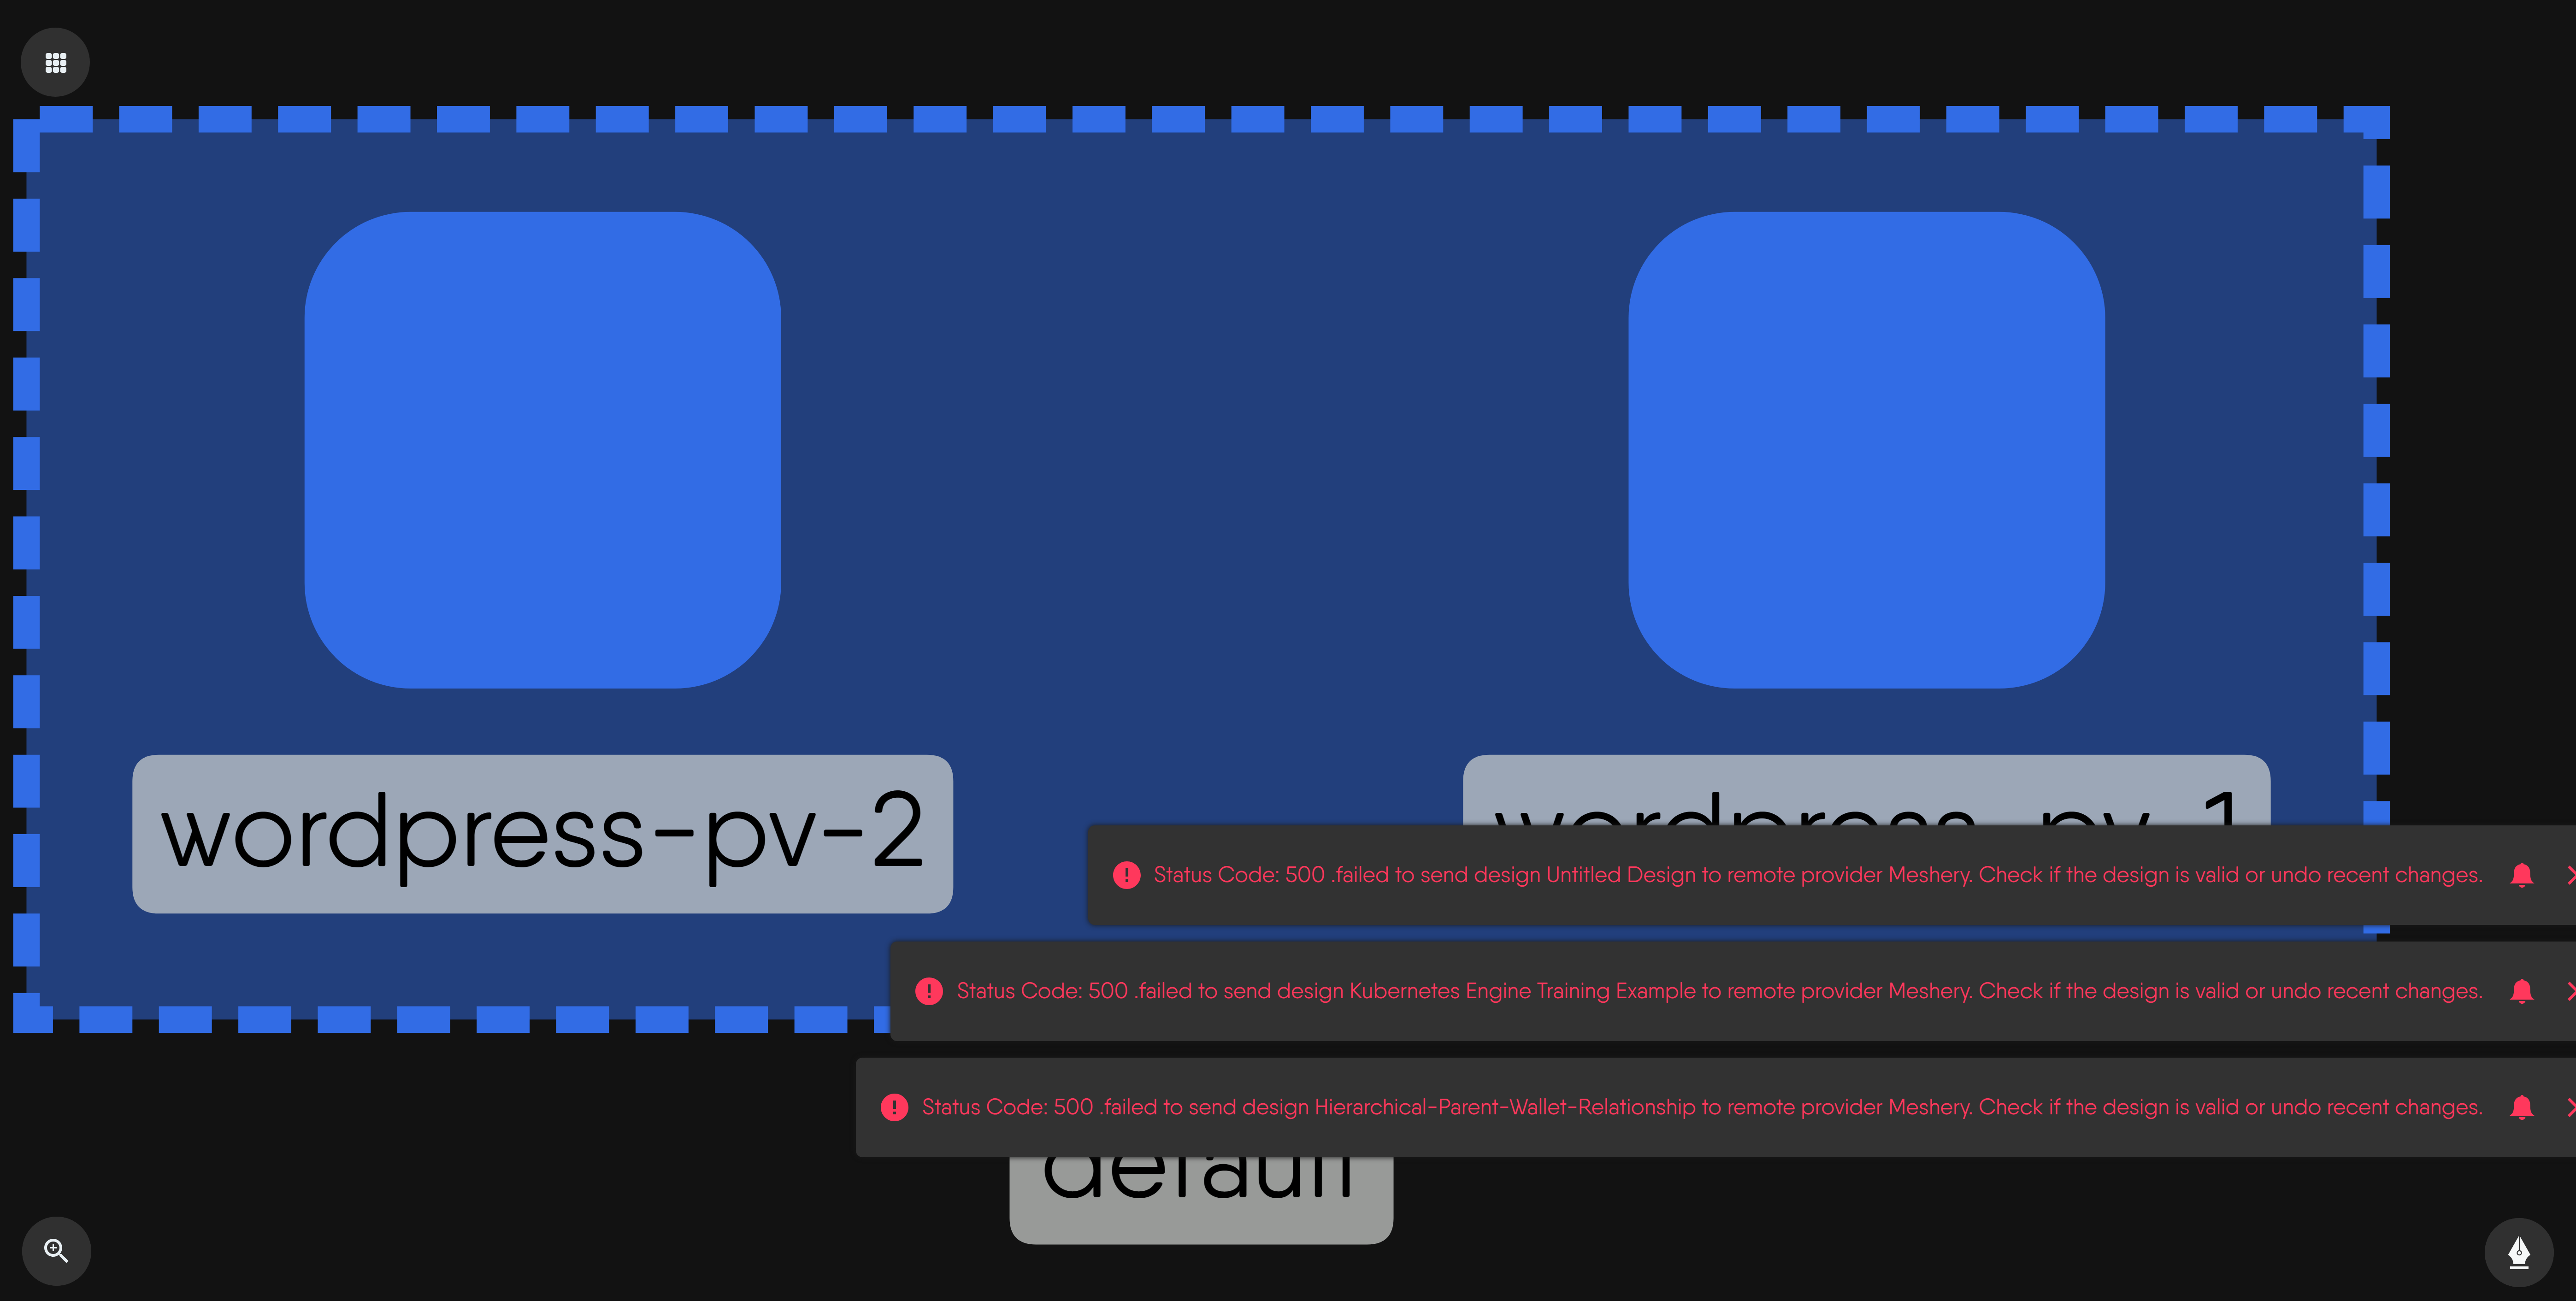 wordpress-pv-2
wordpress-pv-1
Status Code: 500 .failed to send design Untitled Design to remote provider Meshery. Check if the design is valid or undo recent changes.
Status Code: 500 .failed to send design Kubernetes Engine Training Example to remote provider Meshery. Check if the design is valid or undo recent changes.
Status Code: 500 .failed to send design Hierarchical-Parent-Wallet-Relationship to remote provider Meshery. Check if the design is valid or undo recent changes.
default